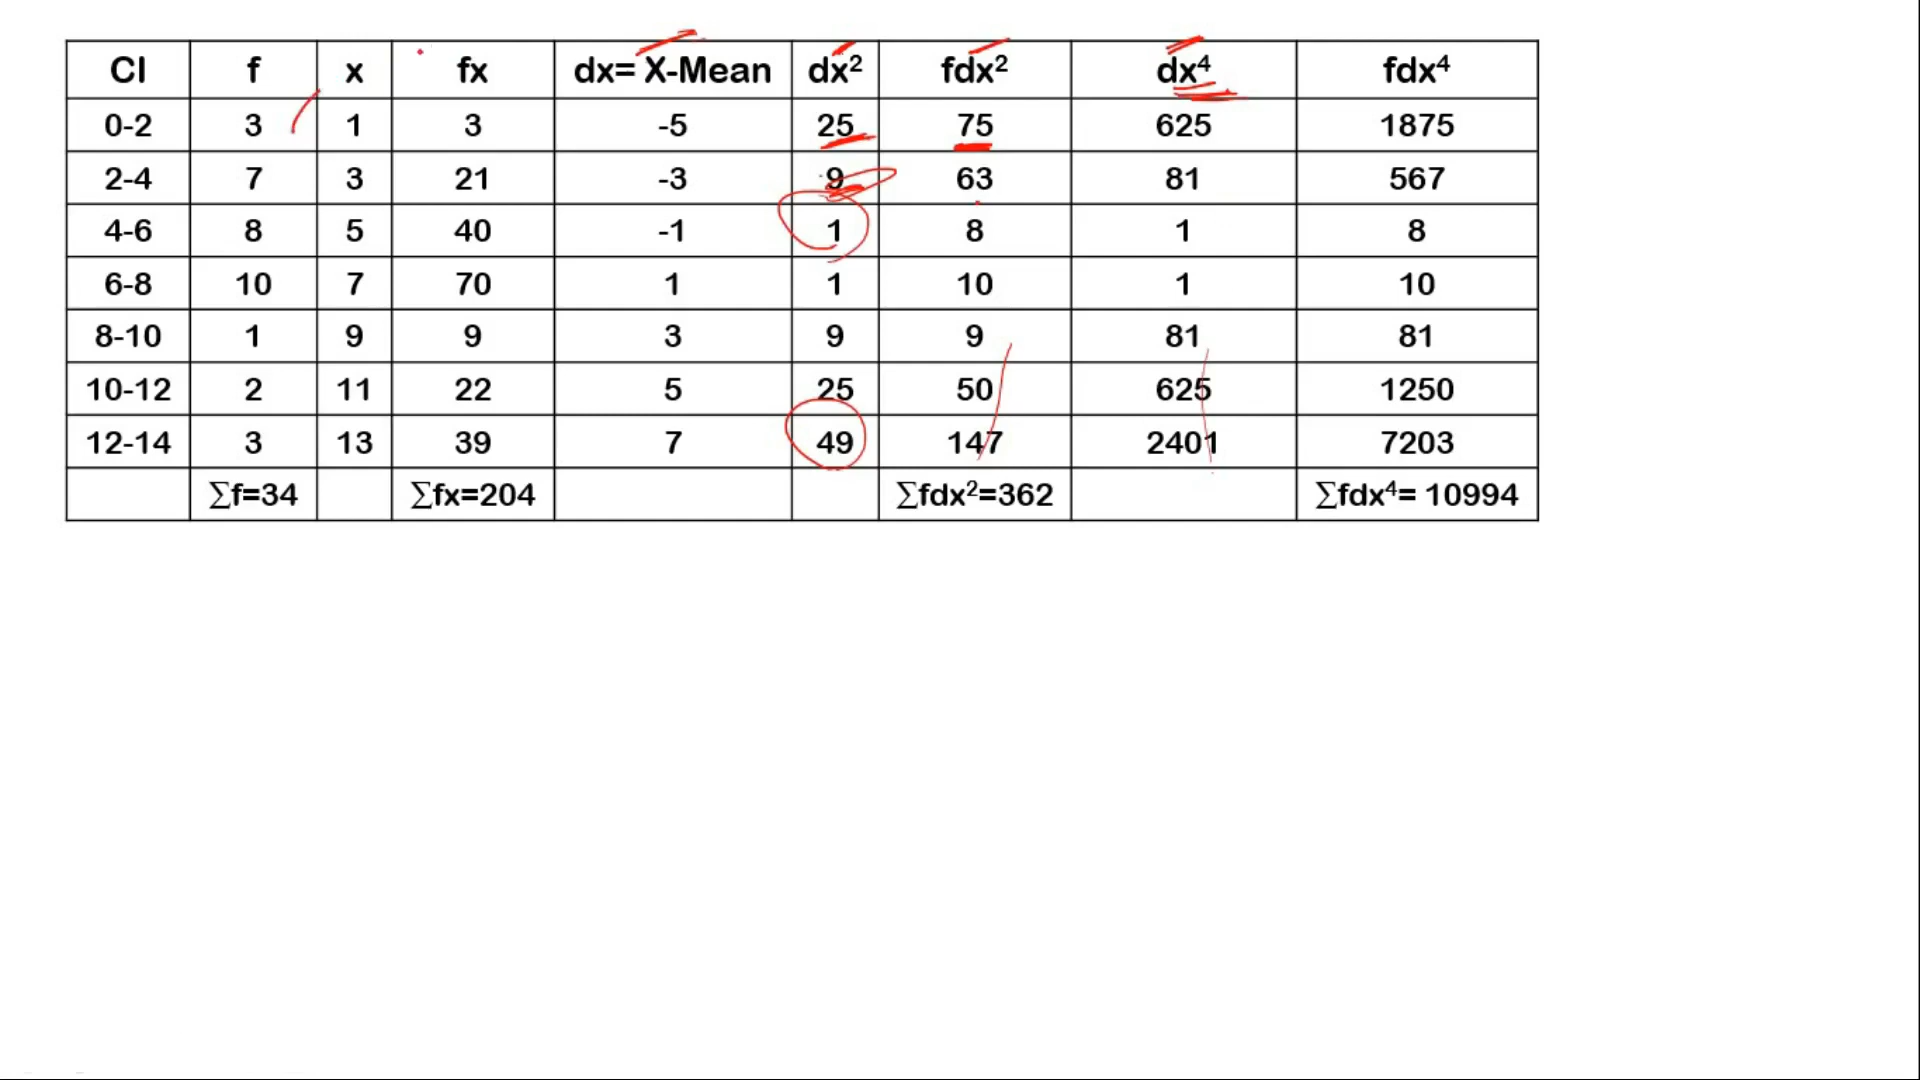 CI f x fx dx= X-Mean dx² fdx² dx⁴ fdx⁴
0-2 3 1 3 -5 25 75 625 1875
2-4 7 3 21 -3 9 63 81 567
4-6 8 5 40 -1 1 8 1 8
6-8 10 7 70 1 1 10 1 10
8-10 1 9 9 3 9 9 81 81
10-12 2 11 22 5 25 50 625 1250
12-14 3 13 39 7 49 147 2401 7203
∑f=34 ∑fx=204 ∑fdx²=362 ∑fdx⁴= 10994